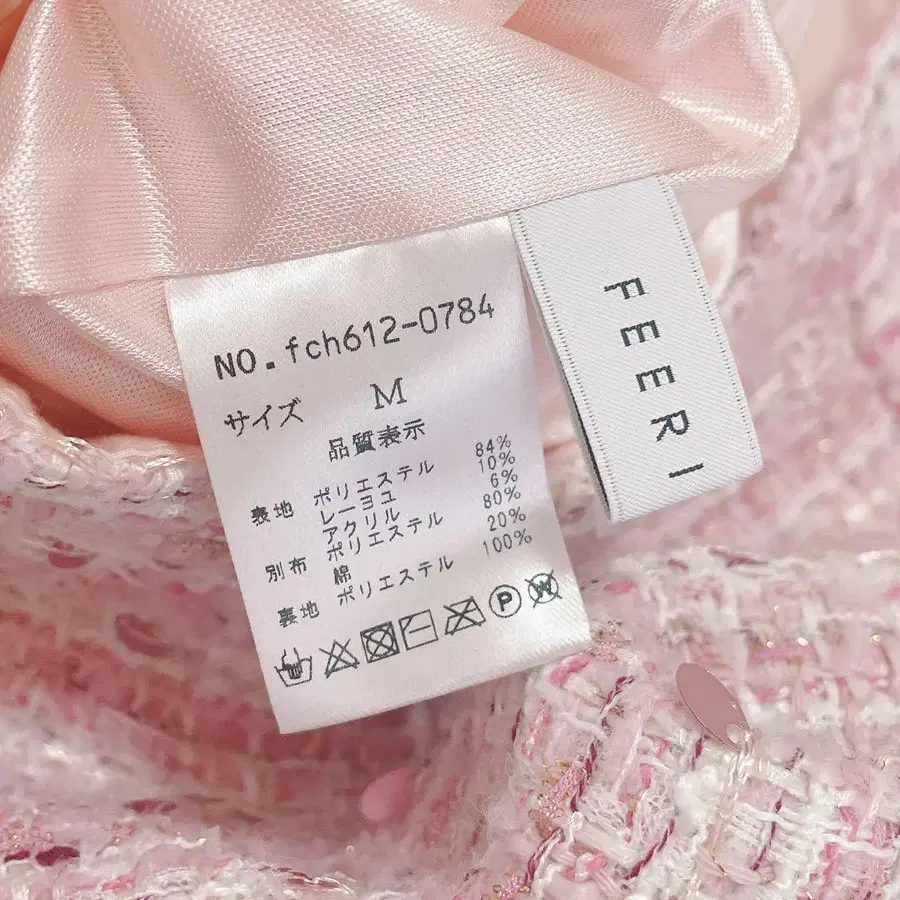 NO.fch612-0784
サイズ M
品質表示
表地 ポリエステル 84%
レーヨユ 10%
アクリル 6%
別布 ポリエステル 80%
綿 20%
裏地 ポリエステル 100%
P W
FEERI